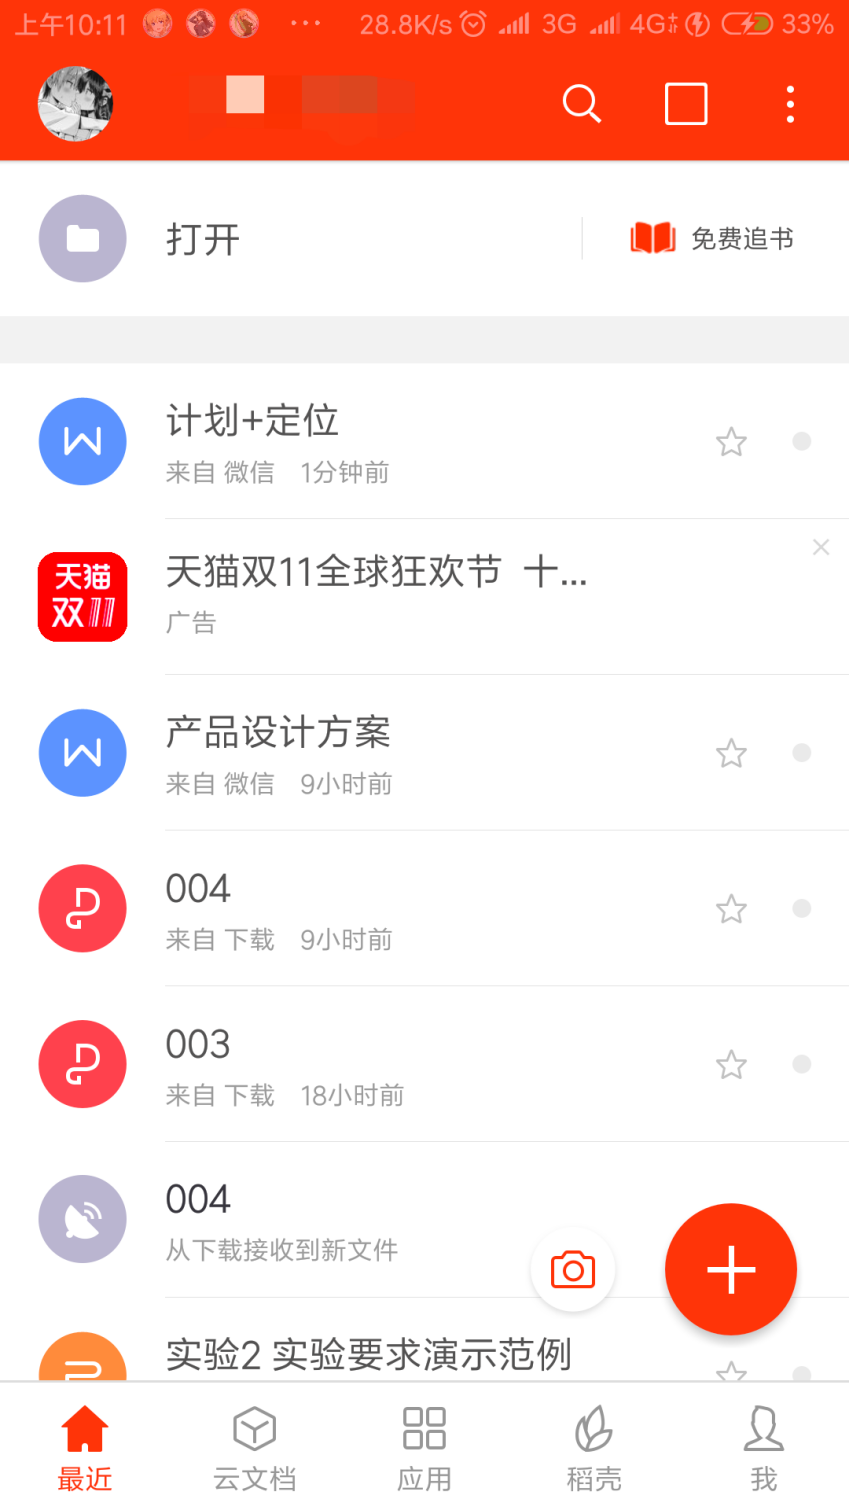 上午10:11 ... 28.8K/s 3G 4G 33%
打开 免费追书
计划+定位
来自 微信 1分钟前
天猫
双11
天猫双11全球狂欢节 十...
广告
产品设计方案
来自 微信 9小时前
004
来自 下载 9小时前
003
来自 下载 18小时前
004
从下载接收到新文件
实验2 实验要求演示范例
最近 云文档 应用 稻壳 我